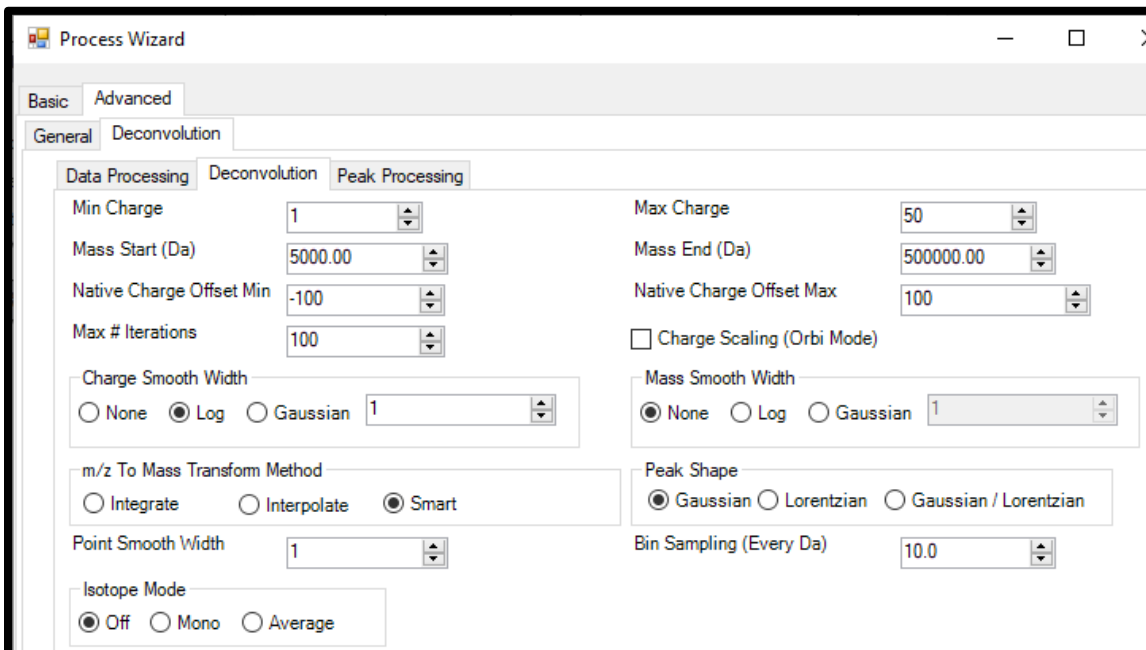 Process Wizard
Basic Advanced
General Deconvolution
Data Processing Deconvolution Peak Processing
Min Charge 1 Max Charge 50
Mass Start (Da) 5000.00 Mass End (Da) 500000.00
Native Charge Offset Min -100 Native Charge Offset Max 100
Max # Iterations 100 Charge Scaling (Orbi Mode)
Charge Smooth Width Mass Smooth Width
None Log Gaussian 1 None Log Gaussian 1
m/z To Mass Transform Method Peak Shape
Integrate Interpolate Smart Gaussian Lorentzian Gaussian / Lorentzian
Point Smooth Width 1 Bin Sampling (Every Da) 10.0
Isotope Mode
Off Mono Average